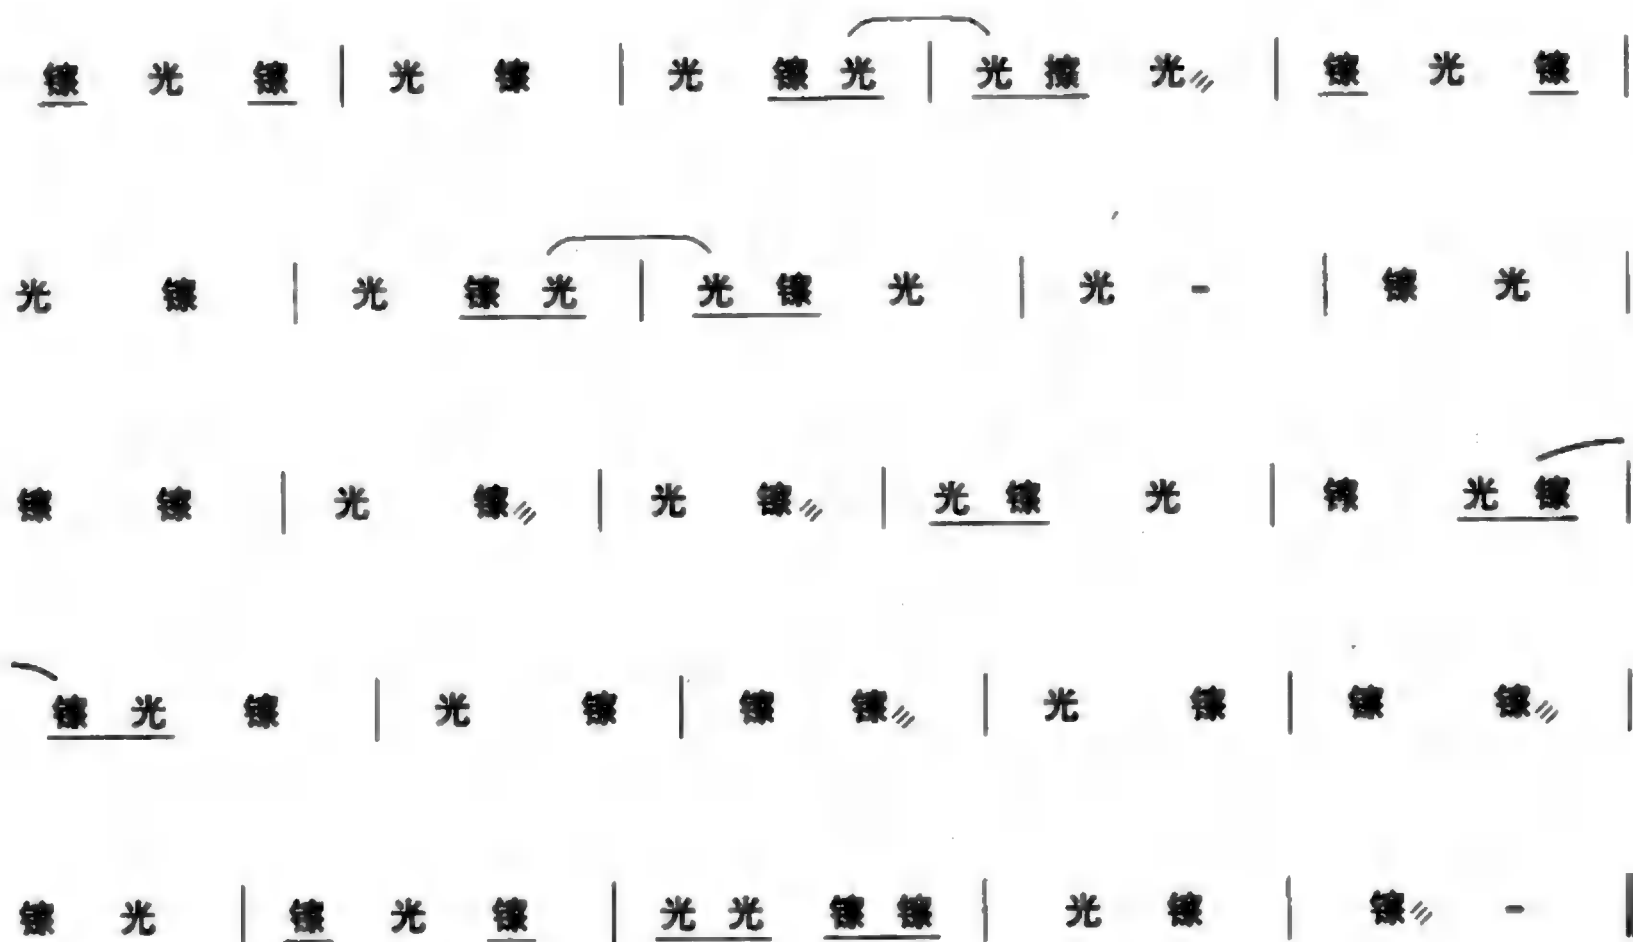 镲 光 镲 | 光 镲 | 光 镲 光 | 光 镲 光 | 镲 光 镲 |
光 镲 | 光 镲 光 | 光 镲 光 | 光 - | 镲 光 |
镲 镲 | 光 镲 | 光 镲 | 光 镲 光 | 镲 光 镲 |
镲 光 镲 | 光 镲 | 镲 镲 | 光 镲 | 镲 镲 |
镲 光 | 镲 光 镲 | 光 光 镲 镲 | 光 镲 | 镲 - |